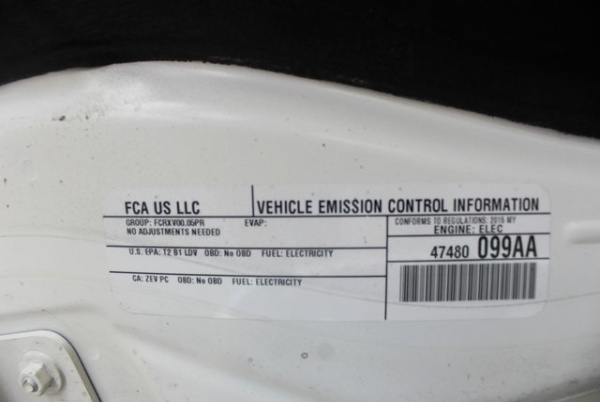 FCA US LLC
VEHICLE EMISSION CONTROL INFORMATION
GROUP: FCRXV00.05PR EVAP:
NO ADJUSTMENTS NEEDED
CONFORMS TO REGULATIONS: 2015 MY
ENGINE: ELEC
U.S. EPA: T2 B1 LDV OBD: No OBD FUEL: ELECTRICITY
47480 099AA
CA: ZEV PC OBD: No OBD FUEL: ELECTRICITY